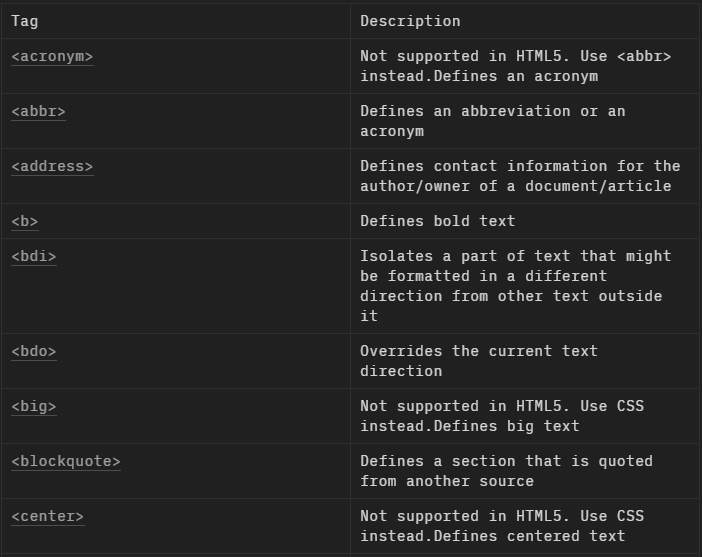 Tag Description
<acronym> Not supported in HTML5. Use <abbr>
instead.Defines an acronym
<abbr> Defines an abbreviation or an
acronym
<address> Defines contact information for the
author/owner of a document/article
<b> Defines bold text
<bdi> Isolates a part of text that might
be formatted in a different
direction from other text outside
it
<bdo> Overrides the current text
direction
<big> Not supported in HTML5. Use CSS
instead.Defines big text
<blockquote> Defines a section that is quoted
from another source
<center> Not supported in HTML5. Use CSS
instead.Defines centered text